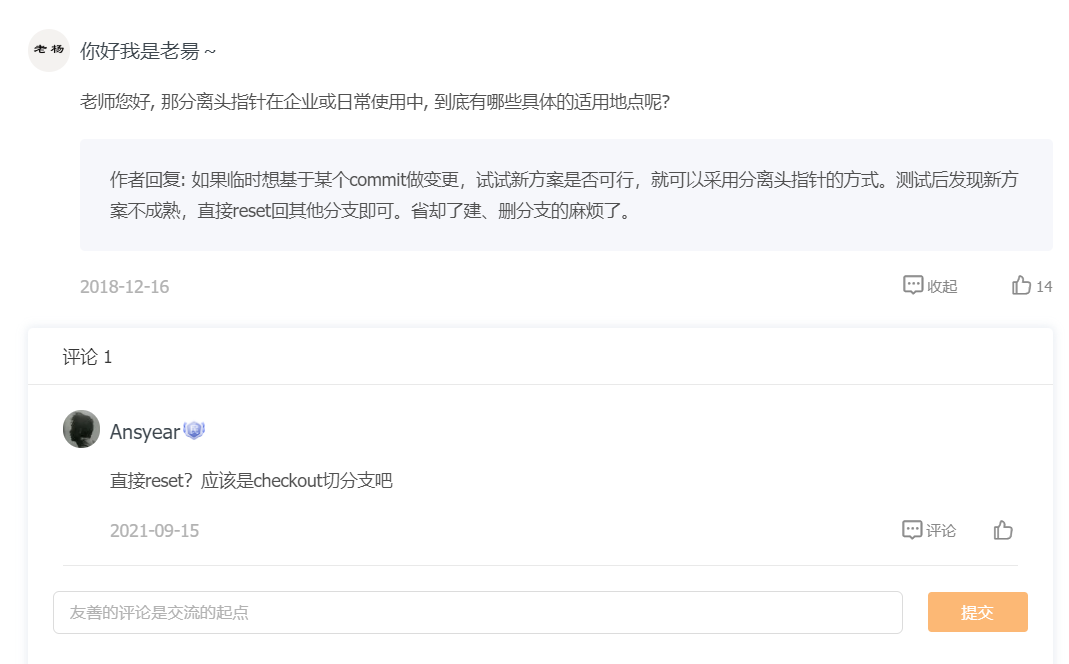 老 杨
你好我是老昜 ~
老师您好, 那分离头指针在企业或日常使用中, 到底有哪些具体的适用地点呢?
作者回复: 如果临时想基于某个commit做变更，试试新方案是否可行，就可以采用分离头指针的方式。测试后发现新方
案不成熟，直接reset回其他分支即可。省却了建、删分支的麻烦了。
2018-12-16
收起
14
评论 1
Ansyear
直接reset？应该是checkout切分支吧
2021-09-15
评论
友善的评论是交流的起点
提交